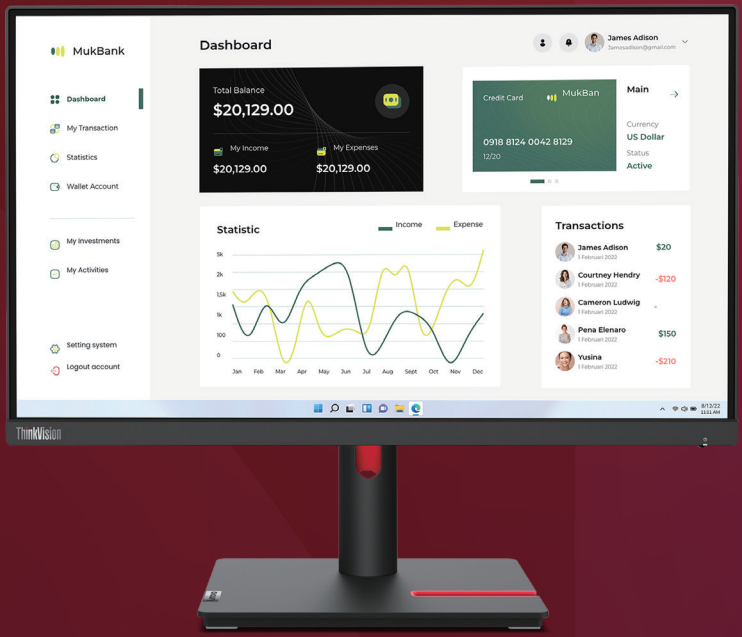 MukBank
Dashboard
My Transaction
Statistics
Wallet Account
My Investments
My Activities
Setting system
Logout account
Dashboard
James Adison
Jamesadison@gmail.com
Total Balance
$20,129.00
My Income
$20,129.00
My Expenses
$20,129.00
Credit Card
MukBan
0918 8124 0042 8129
12/20
Main
Currency
US Dollar
Status
Active
Statistic
Income
Expense
5k
2k
1,5k
1k
100
0
Jan Feb Mar Apr May Jun Jul Aug Sept Oct Nov Dec
Transactions
James Adison
1 Februari 2022
$20
Courtney Hendry
1 Februari 2022
-$120
Cameron Ludwig
1 Februari 2022
-
Pena Elenaro
1 Februari 2022
$150
Yusina
1 Februari 2022
-$210
8/12/22
11:11 AM
ThinkVision